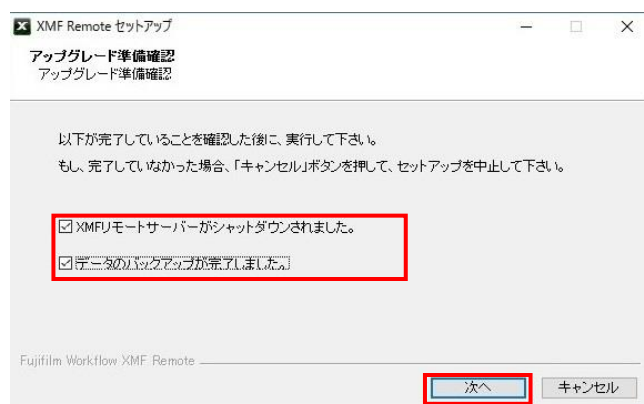 XMF Remote セットアップ
アップグレード準備確認
アップグレード準備確認
以下が完了していることを確認した後に、実行して下さい。
もし、完了していなかった場合、「キャンセル」ボタンを押して、セットアップを中止して下さい。
XMFリモートサーバーがシャットダウンされました。
データのバックアップが完了しました。
Fujifilm Workflow XMF Remote
次へ
キャンセル